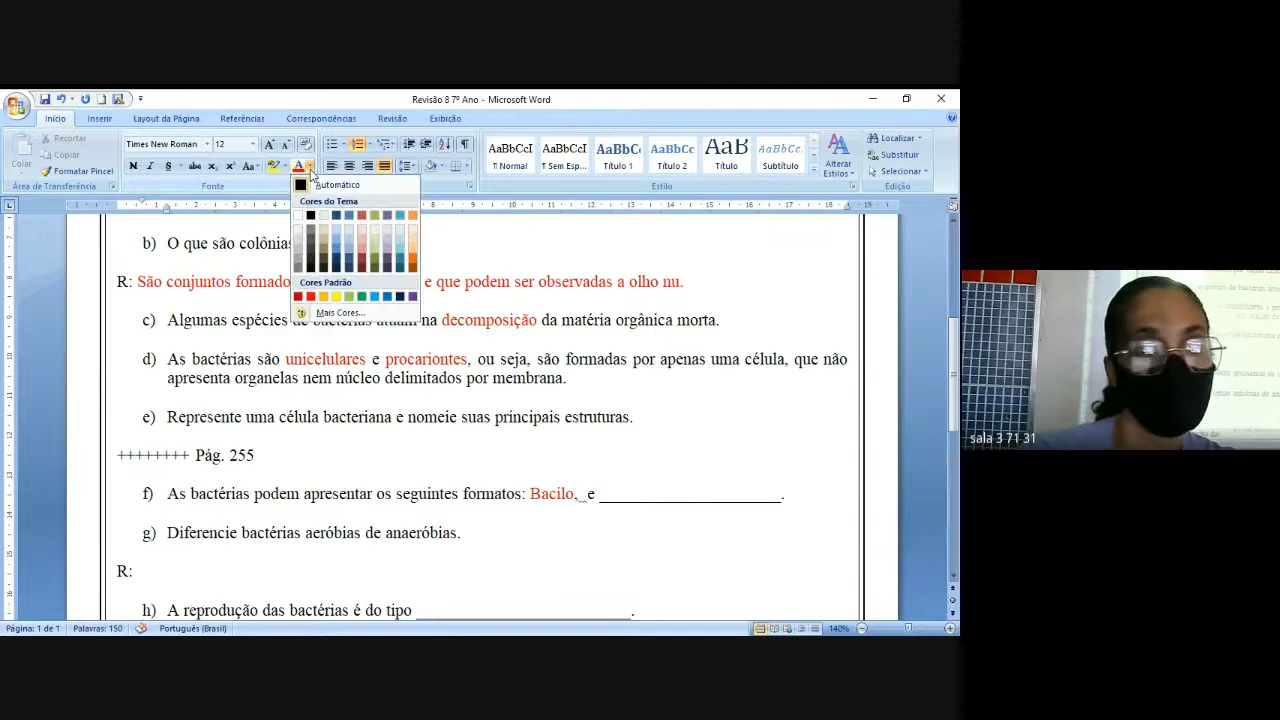 Revisão 8 7º Ano - Microsoft Word
Início Inserir Layout da Página Referências Correspondências Revisão Exibição
Colar
Recortar
Copiar
Formatar Pincel
Área de Transferência
Times New Roman 12
N I S abc X₂ X² Aa
Fonte
AaBbCcI AaBbCcI AaBbCc AaBbCc AaB AaBbCc
¶ Normal ¶ Sem Esp... Título 1 Título 2 Título Subtítulo
Estilo
Alterar Estilos
Localizar
Substituir
Selecionar
Edição
Automático
Cores do Tema
Cores Padrão
Mais Cores...
b) O que são colônias
R: São conjuntos formado e que podem ser observadas a olho nu.
c) Algumas espécies de bactérias atuam na decomposição da matéria orgânica morta.
d) As bactérias são unicelulares e procariontes, ou seja, são formadas por apenas uma célula, que não
apresenta organelas nem núcleo delimitados por membrana.
e) Represente uma célula bacteriana e nomeie suas principais estruturas.
++++++++ Pág. 255
f) As bactérias podem apresentar os seguintes formatos: Bacilo, e ____________________.
g) Diferencie bactérias aeróbias de anaeróbias.
R:
h) A reprodução das bactérias é do tipo ________________________.
Página: 1 de 1 Palavras: 150 Português (Brasil) 140%
sala 3 71 31